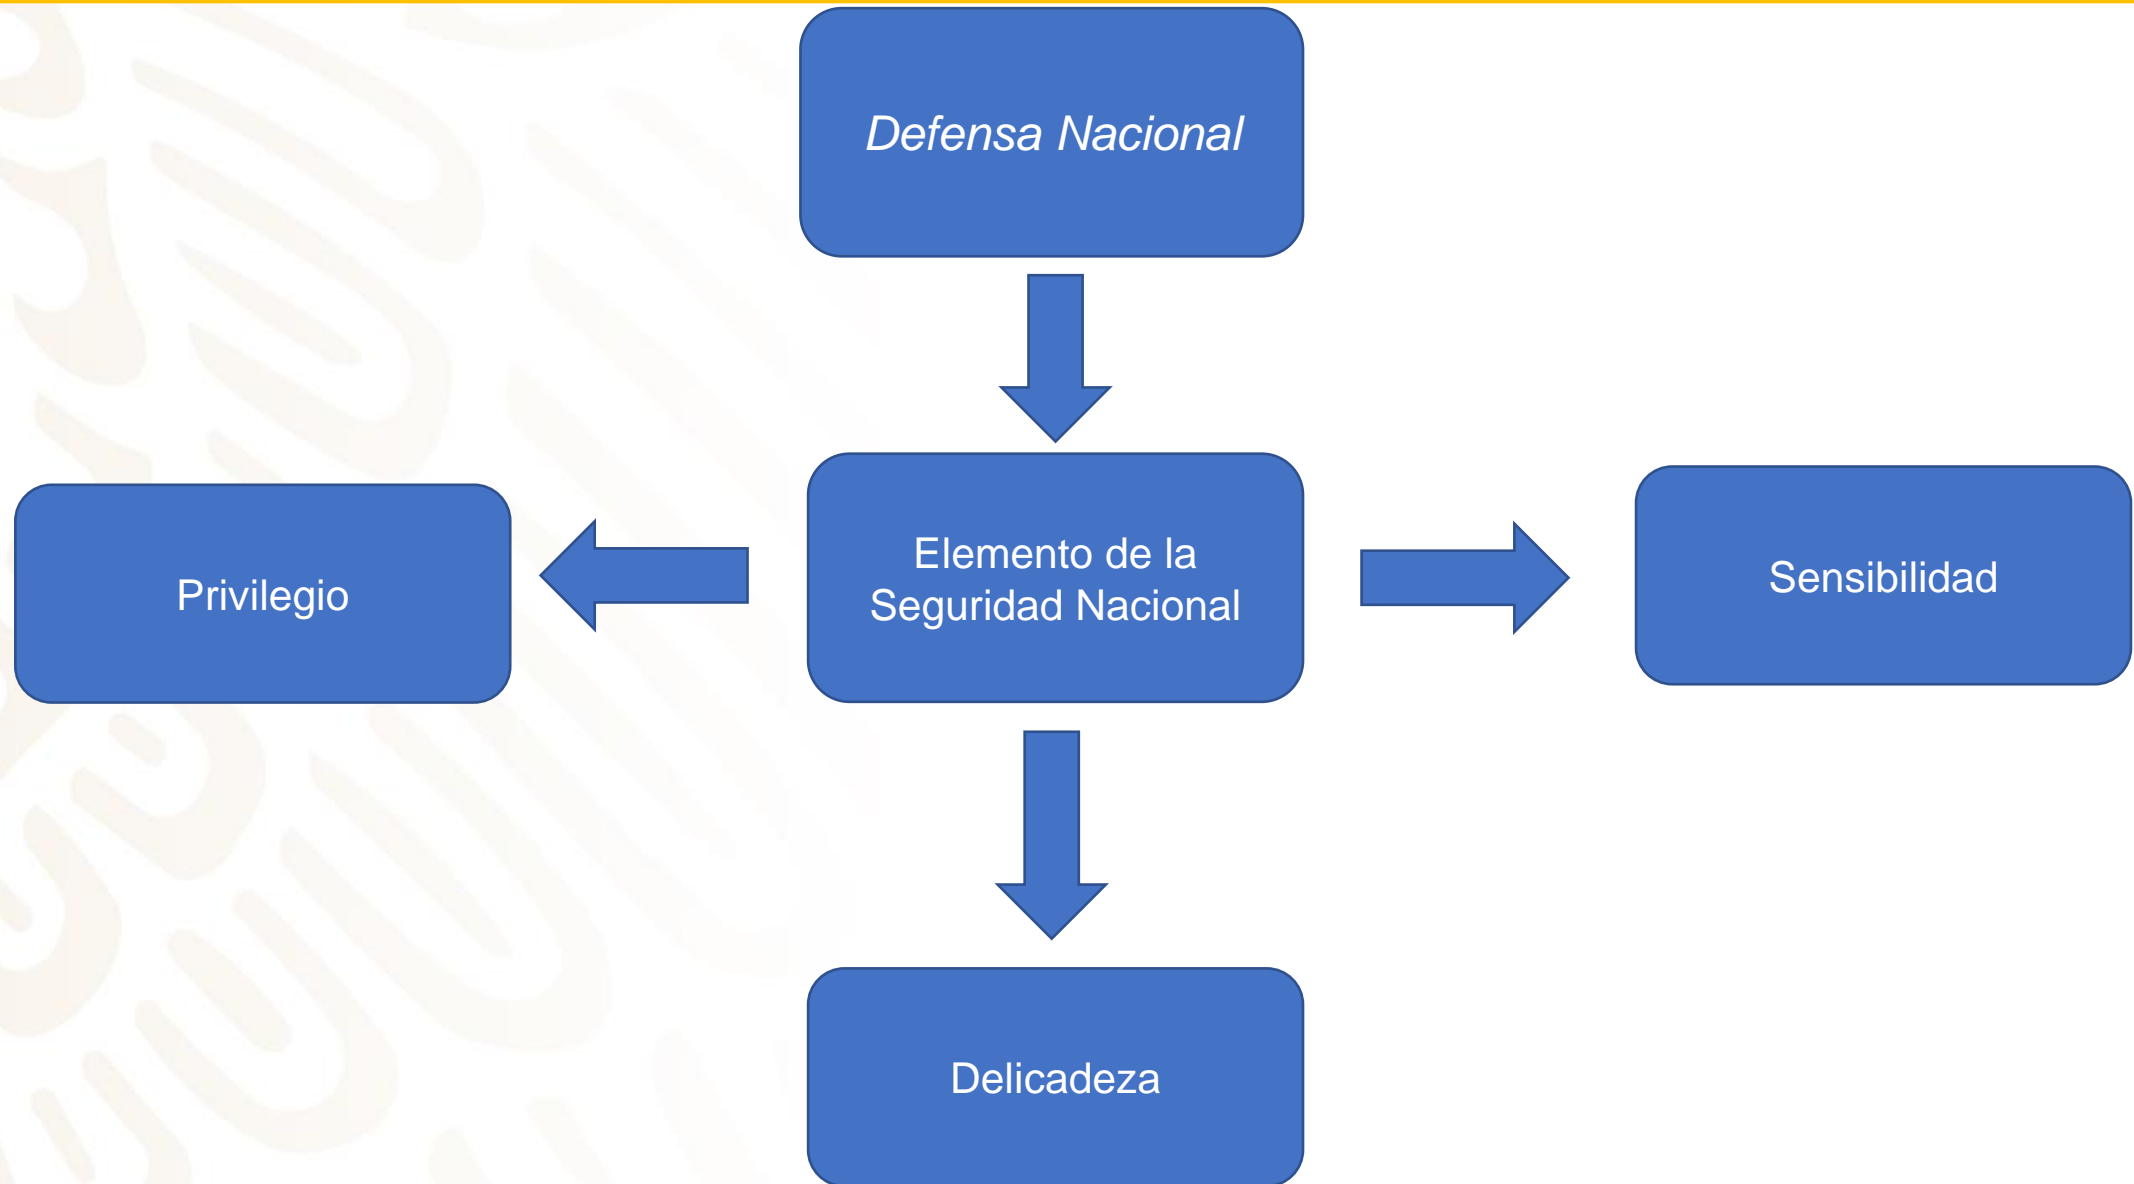 Defensa Nacional
Elemento de la
Seguridad Nacional
Privilegio
Sensibilidad
Delicadeza